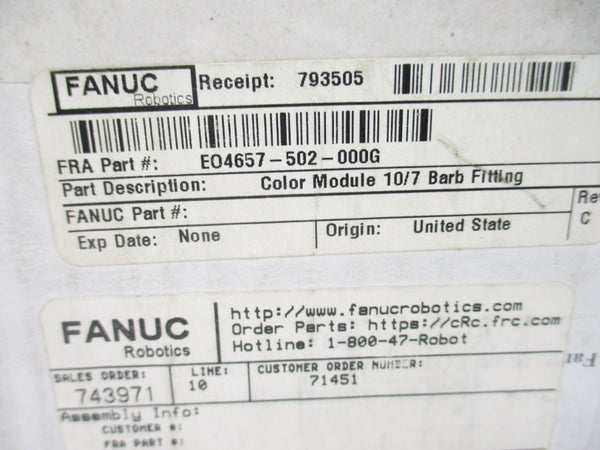 FANUC Robotics Receipt: 793505
FRA Part #: EO4657-502-000G
Part Description: Color Module 10/7 Barb Fitting
FANUC Part #:
Exp Date: None Origin: United State
Re
C
FANUC Robotics
http://www.fanucrobotics.com
Order Parts: https://cRc.frc.com
Hotline: 1-800-47-Robot
SALES ORDER: 743971
LINE: 10
CUSTOMER ORDER NUMBER: 71451
Assembly Info:
CUSTOMER #:
FRA PART #: